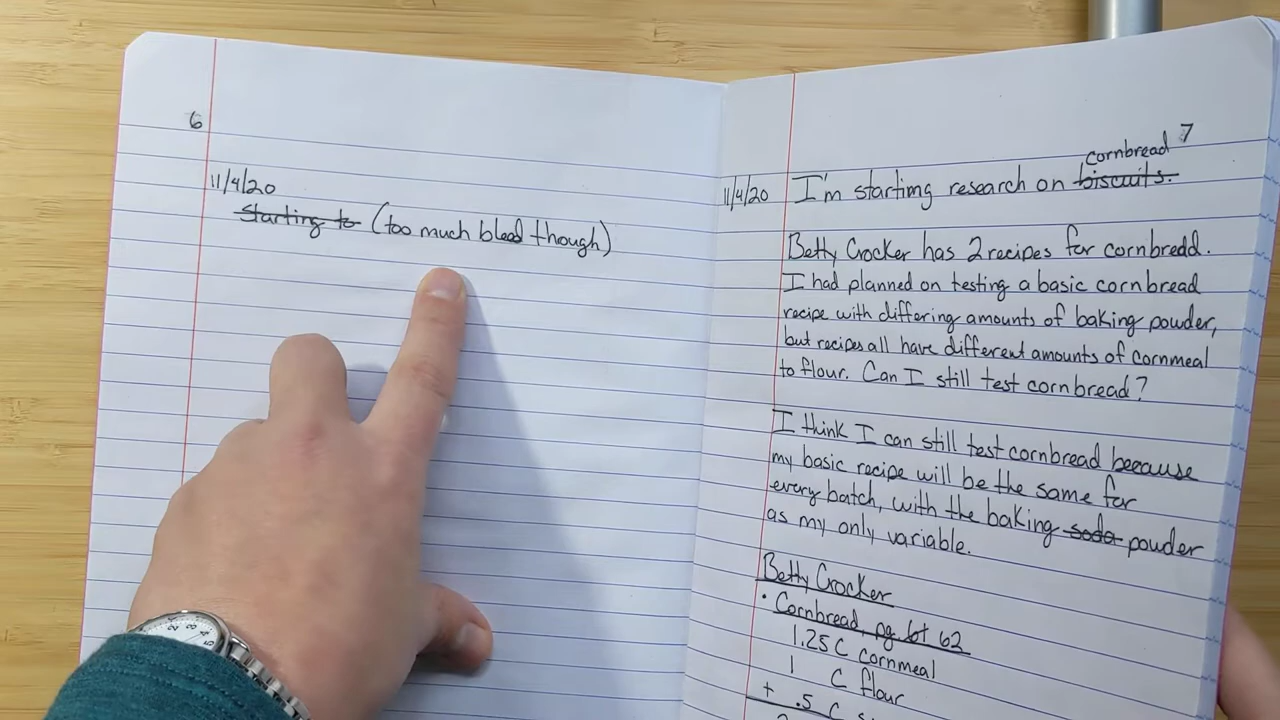 6
11/4/20
Starting to (too much bleed though)
7
cornbread
11/4/20 I'm starting research on biscuits.
Betty Crocker has 2 recipes for cornbredd.
I had planned on testing a basic cornbread
recipe with differing amounts of baking powder,
but recipes all have different amounts of cornmeal
to flour. Can I still test cornbread?
I think I can still test cornbread because
my basic recipe will be the same for
every batch, with the baking soda powder
as my only variable.
Betty Crocker
• Cornbread, pg. 62
1.25 C cornmeal
1 C flour
+ .5 C